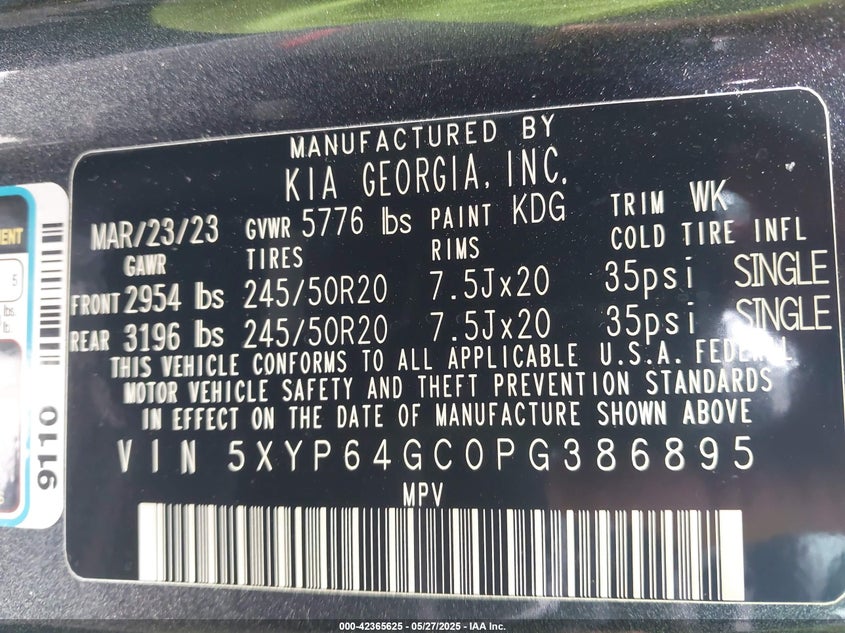 MANUFACTURED BY
KIA GEORGIA, INC.
MAR/23/23 GVWR 5776 lbs PAINT KDG TRIM WK
GAWR TIRES RIMS COLD TIRE INFL
FRONT 2954 lbs 245/50R20 7.5Jx20 35psi SINGLE
REAR 3196 lbs 245/50R20 7.5Jx20 35psi SINGLE
THIS VEHICLE CONFORMS TO ALL APPLICABLE U.S.A. FEDERAL
MOTOR VEHICLE SAFETY AND THEFT PREVENTION STANDARDS
IN EFFECT ON THE DATE OF MANUFACTURE SHOWN ABOVE
VIN 5XYP64GC0PG386895
MPV
9110
5
lbs.
lb.
000-42365625 - 05/27/2025 - IAA Inc.